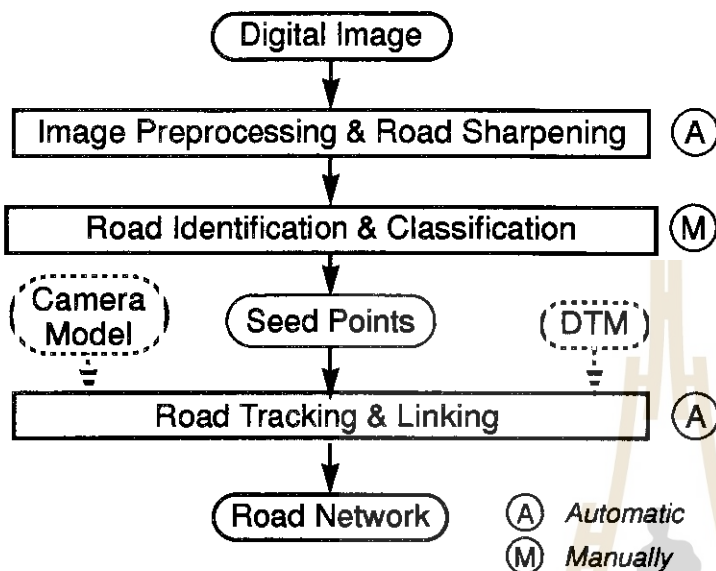 Digital Image
Image Preprocessing & Road Sharpening A
Road Identification & Classification M
Camera
Model
Seed Points
DTM
Road Tracking & Linking A
Road Network
A Automatic
M Manually